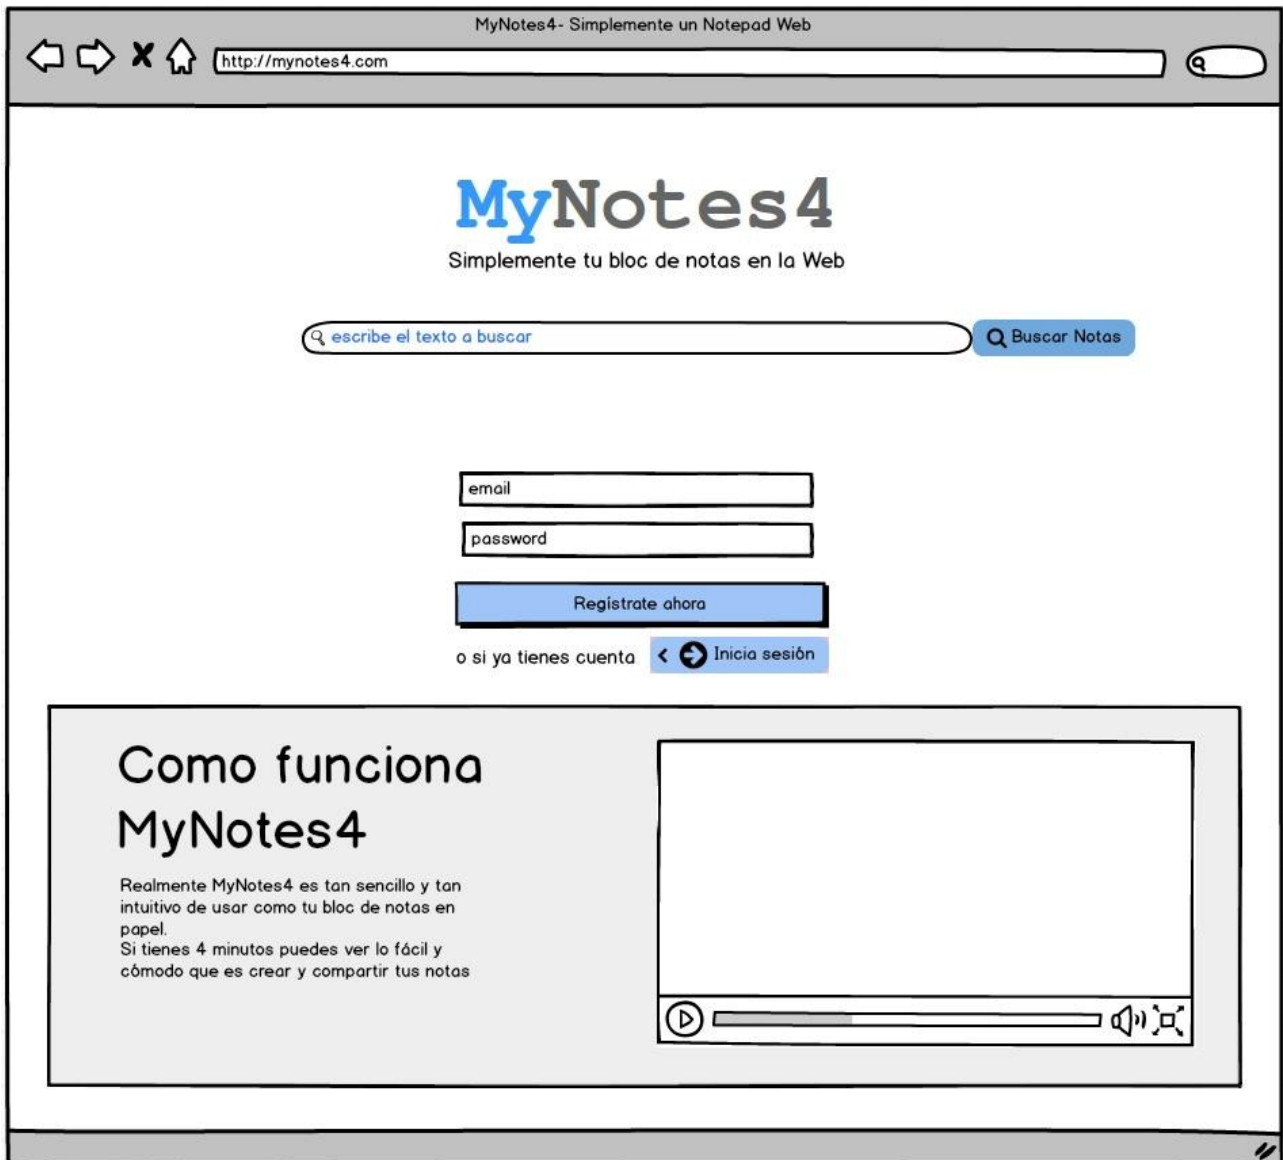 MyNotes4- Simplemente un Notepad Web
http://mynotes4.com
MyNotes4
Simplemente tu bloc de notas en la Web
escribe el texto a buscar
Buscar Notas
email
password
Regístrate ahora
o si ya tienes cuenta
Inicia sesión
Como funciona
MyNotes4
Realmente MyNotes4 es tan sencillo y tan
intuitivo de usar como tu bloc de notas en
papel.
Si tienes 4 minutos puedes ver lo fácil y
cómodo que es crear y compartir tus notas